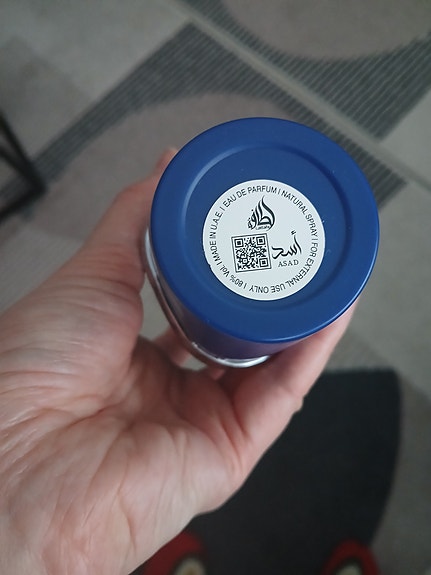 80% Vol. | MADE IN U.A.E. | EAU DE PARFUM | NATURAL SPRAY | FOR EXTERNAL USE ONLY |
أسد
ASAD